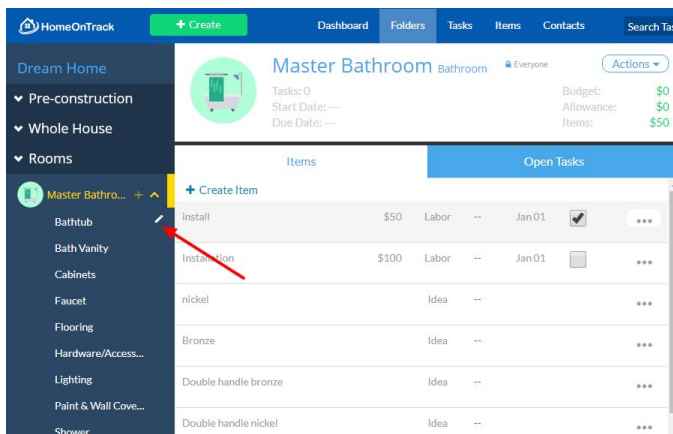 HomeOnTrack
+ Create
Dashboard Folders Tasks Items Contacts
Search Tas
Dream Home
Pre-construction
Whole House
Rooms
Master Bathro... +
Bathtub
Bath Vanity
Cabinets
Faucet
Flooring
Hardware/Access...
Lighting
Paint & Wall Cove...
Shower
Master Bathroom Bathroom Everyone
Actions
Tasks: 0
Start Date: —
Due Date: —
Budget: $0
Allowance: $0
Items: $50
Items Open Tasks
+ Create Item
install $50 Labor -- Jan 01
Installation $100 Labor -- Jan 01
nickel Idea --
Bronze Idea --
Double handle bronze Idea --
Double handle nickel Idea --